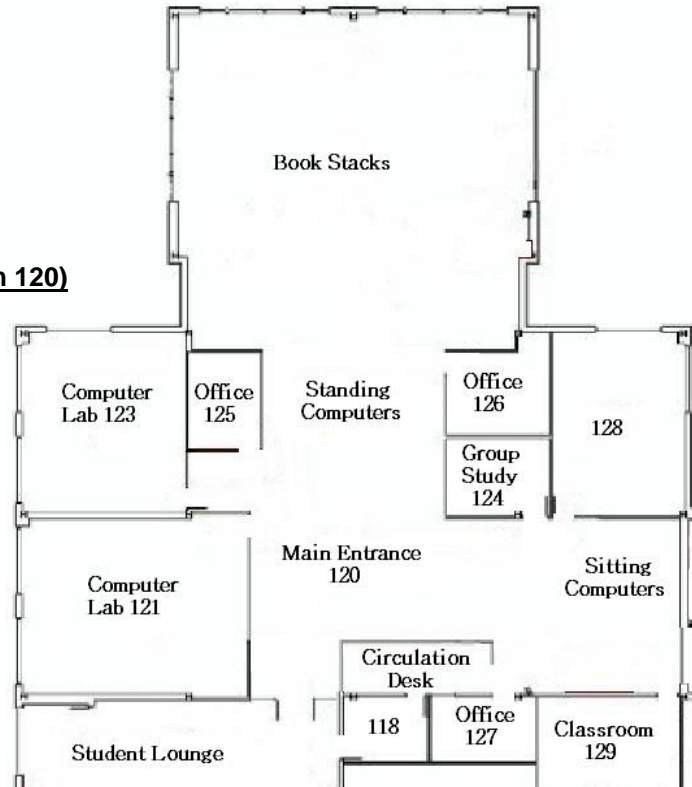 Book Stacks
120)
Computer
Lab 123
Office
125
Standing
Computers
Office
126
128
Group
Study
124
Main Entrance
120
Sitting
Computers
Computer
Lab 121
Circulation
Desk
118
Office
127
Classroom
129
Student Lounge